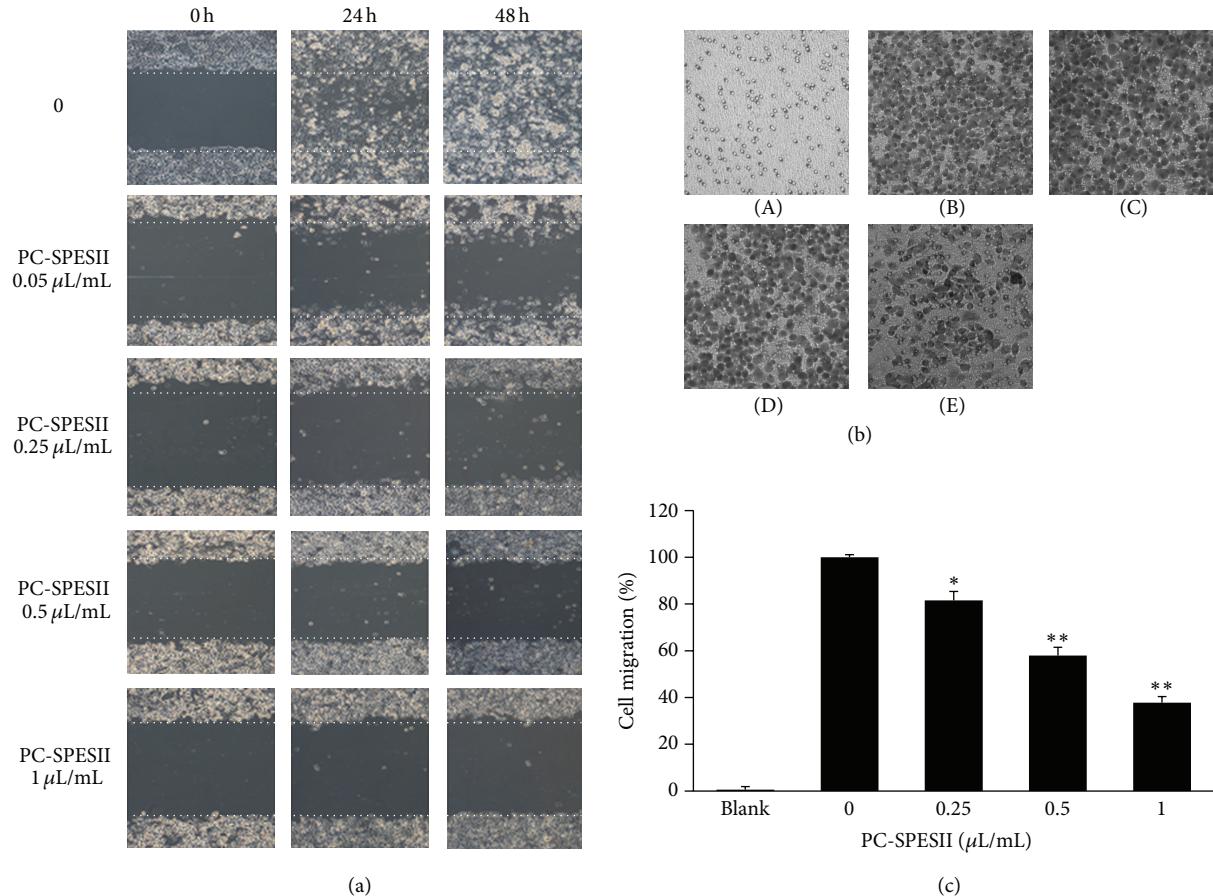 0 h 24 h 48 h
0
PC-SPESII
0.05 μL/mL
PC-SPESII
0.25 μL/mL
PC-SPESII
0.5 μL/mL
PC-SPESII
1 μL/mL
(a)
(A) (B) (C)
(D) (E)
(b)
120
100
80
60
40
20
0
Cell migration (%)
*
**
**
Blank 0 0.25 0.5 1
PC-SPESII (μL/mL)
(c)